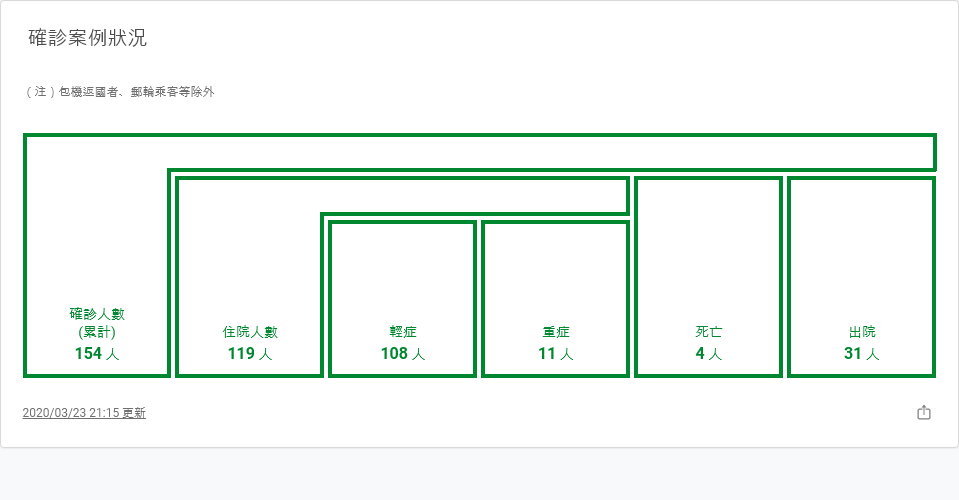 確診案例狀況
（注）包機返國者、郵輪乘客等除外
確診人數
(累計)
154 人
住院人數
119 人
輕症
108 人
重症
11 人
死亡
4 人
出院
31 人
2020/03/23 21:15 更新